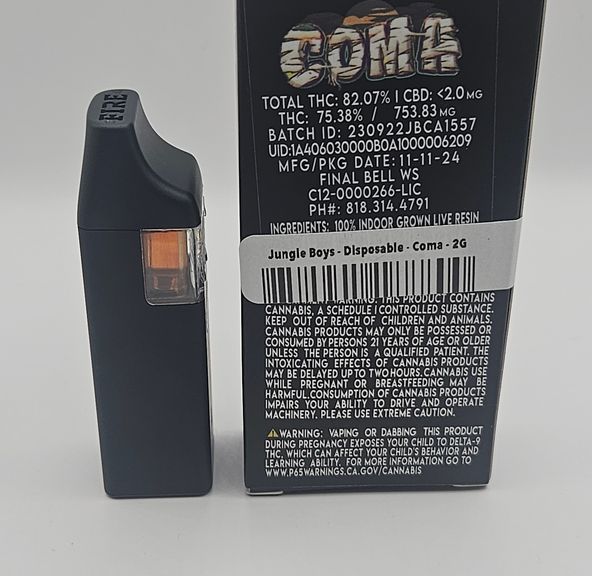 FIRE
COMA
TOTAL THC: 82.07% | CBD: <2.0 MG
THC: 75.38% / 753.83 MG
BATCH ID: 230922JBCA1557
UID:1A406030000B0A1000006209
MFG/PKG DATE: 11-11-24
FINAL BELL WS
C12-0000266-LIC
PH#: 818.314.4791
INGREDIENTS: 100% INDOOR GROWN LIVE RESIN
Jungle Boys - Disposable - Coma - 2G
WARNING: THIS PRODUCT CONTAINS
CANNABIS, A SCHEDULE I CONTROLLED SUBSTANCE.
KEEP OUT OF REACH OF CHILDREN AND ANIMALS.
CANNABIS PRODUCTS MAY ONLY BE POSSESSED OR
CONSUMED BY PERSONS 21 YEARS OF AGE OR OLDER
UNLESS THE PERSON IS A QUALIFIED PATIENT. THE
INTOXICATING EFFECTS OF CANNABIS PRODUCTS
MAY BE DELAYED UP TO TWO HOURS. CANNABIS USE
WHILE PREGNANT OR BREASTFEEDING MAY BE
HARMFUL.CONSUMPTION OF CANNABIS PRODUCTS
IMPAIRS YOUR ABILITY TO DRIVE AND OPERATE
MACHINERY. PLEASE USE EXTREME CAUTION.
⚠WARNING: VAPING OR DABBING THIS PRODUCT
DURING PREGNANCY EXPOSES YOUR CHILD TO DELTA-9
THC, WHICH CAN AFFECT YOUR CHILD'S BEHAVIOR AND
LEARNING ABILITY. FOR MORE INFORMATION GO TO
WWW.P65WARNINGS.CA.GOV/CANNABIS